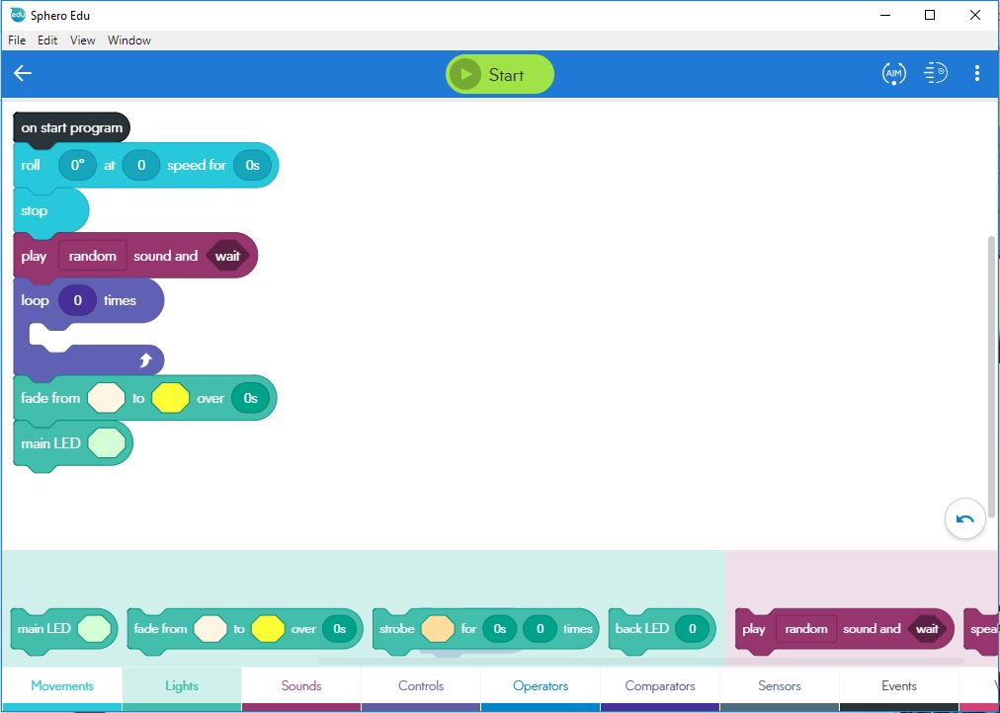 edu Sphero Edu
File Edit View Window
Start AIM
on start program
roll 0° at 0 speed for 0s
stop
play random sound and wait
loop 0 times
fade from to over 0s
main LED
main LED fade from to over 0s strobe for 0s 0 times back LED 0 play random sound and wait spea
Movements Lights Sounds Controls Operators Comparators Sensors Events